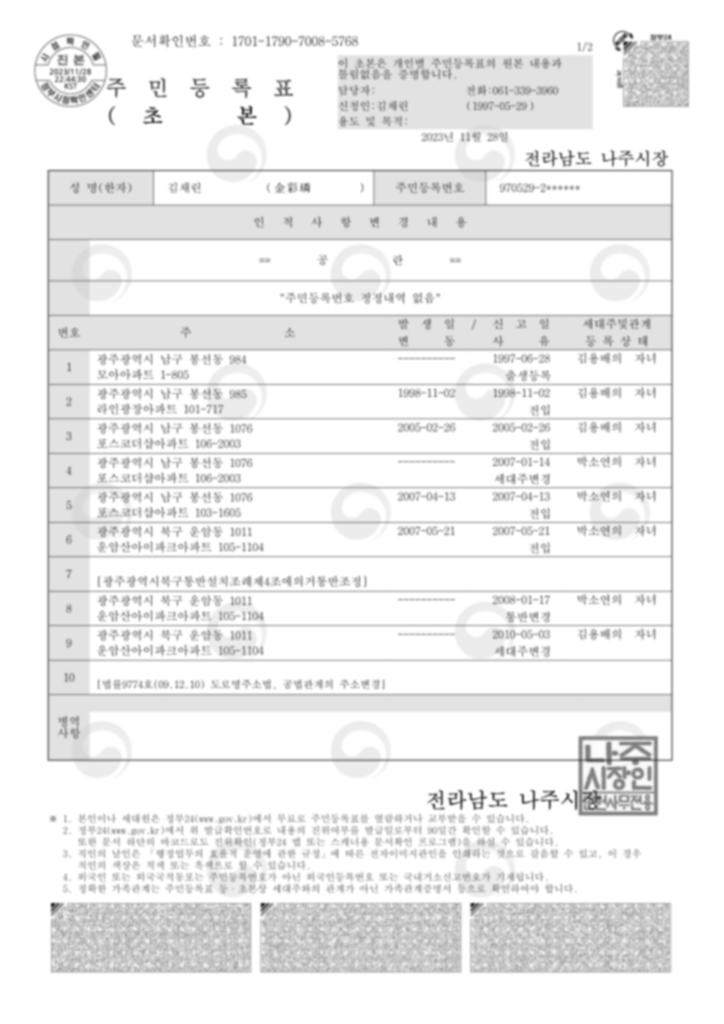 문서확인번호 : 1701-1790-7008-5768
1/2
정부24
시점확인필
진본
2023/11/28
22:44:30
KST
주 민 등 록 표
( 초 본 )
이 초본은 개인별 주민등록표의 원본 내용과
틀림없음을 증명합니다.
담당자: 전화:061-339-3960
신청인:김채린 (1997-05-29)
용도 및 목적:
2023년 11월 28일
전라남도 나주시장
성 명(한자) 김채린 (金彩璘) 주민등록번호 970529-2******
인 적 사 항 변 경 내 용
== 공 란 ==
"주민등록번호 정정내역 없음"
번호 주 소 발 생 일 / 신 고 일 세대주및관계
변 동 사 유 등 록 상 태
1 광주광역시 남구 봉선동 984 ---------- 1997-06-28 김용배의 자녀
모아아파트 1-805 출생등록
2 광주광역시 남구 봉선동 985 1998-11-02 1998-11-02 김용배의 자녀
라인광장아파트 101-717 전입
3 광주광역시 남구 봉선동 1076 2005-02-26 2005-02-26 김용배의 자녀
포스코더샵아파트 106-2003 전입
4 광주광역시 남구 봉선동 1076 ---------- 2007-01-14 박소연의 자녀
포스코더샵아파트 106-2003 세대주변경
5 광주광역시 남구 봉선동 1076 2007-04-13 2007-04-13 박소연의 자녀
포스코더샵아파트 103-1605 전입
6 광주광역시 북구 운암동 1011 2007-05-21 2007-05-21 박소연의 자녀
운암산아이파크아파트 105-1104 전입
7 [광주광역시북구통반설치조례제4조에의거통반조정]
8 광주광역시 북구 운암동 1011 ---------- 2008-01-17 박소연의 자녀
운암산아이파크아파트 105-1104 통반변경
9 광주광역시 북구 운암동 1011 ---------- 2010-05-03 김용배의 자녀
운암산아이파크아파트 105-1104 세대주변경
10 [법률9774호(09.12.10) 도로명주소법, 공법관계의 주소변경]
병역
사항
전라남도 나주시장
나주
시장인
※ 1. 본인이나 세대원은 정부24(www.gov.kr)에서 무료로 주민등록표를 열람하거나 교부받을 수 있습니다.
2. 정부24(www.gov.kr)에서 위 발급확인번호로 내용의 진위여부를 발급일로부터 90일간 확인할 수 있습니다.
또한 문서 하단의 바코드로도 진위확인(정부24 앱 또는 스캐너용 문서확인 프로그램)을 하실 수 있습니다.
3. 직인의 날인은 「행정업무의 효율적 운영에 관한 규정」에 따른 전자이미지관인을 인쇄하는 것으로 갈음할 수 있고, 이 경우
직인의 색상은 적색 또는 흑색으로 할 수 있습니다.
4. 외국인 또는 외국국적동포는 주민등록번호가 아닌 외국인등록번호 또는 국내거소신고번호가 기재됩니다.
5. 정확한 가족관계는 주민등록표 등·초본상 세대주와의 관계가 아닌 가족관계증명서 등으로 확인하여야 합니다.